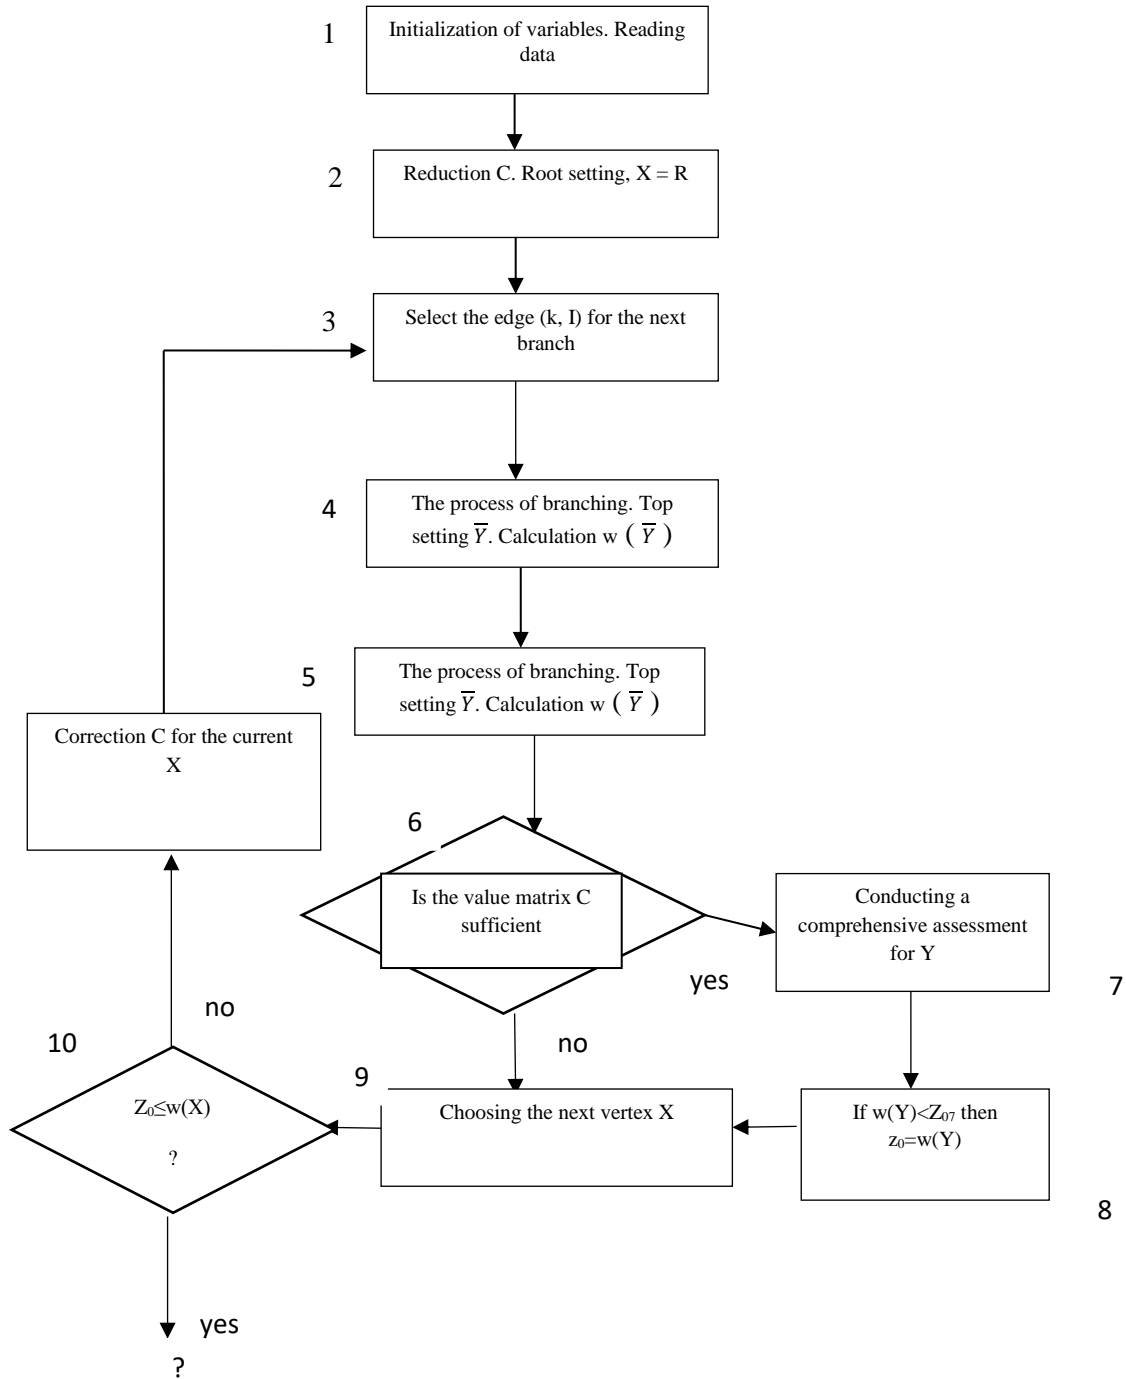 1
Initialization of variables. Reading
data
2
Reduction C. Root setting, X = R
3
Select the edge (k, I) for the next
branch
4
The process of branching. Top
setting Y̅. Calculation w ( Y̅ )
5
The process of branching. Top
setting Y̅. Calculation w ( Y̅ )
Correction C for the current
X
6
Is the value matrix C
sufficient
yes
no
Conducting a
comprehensive assessment
for Y
7
If w(Y)<Z₀₇ then
z₀=w(Y)
8
9
Choosing the next vertex X
10
no
Z₀≤w(X)
?
yes
?